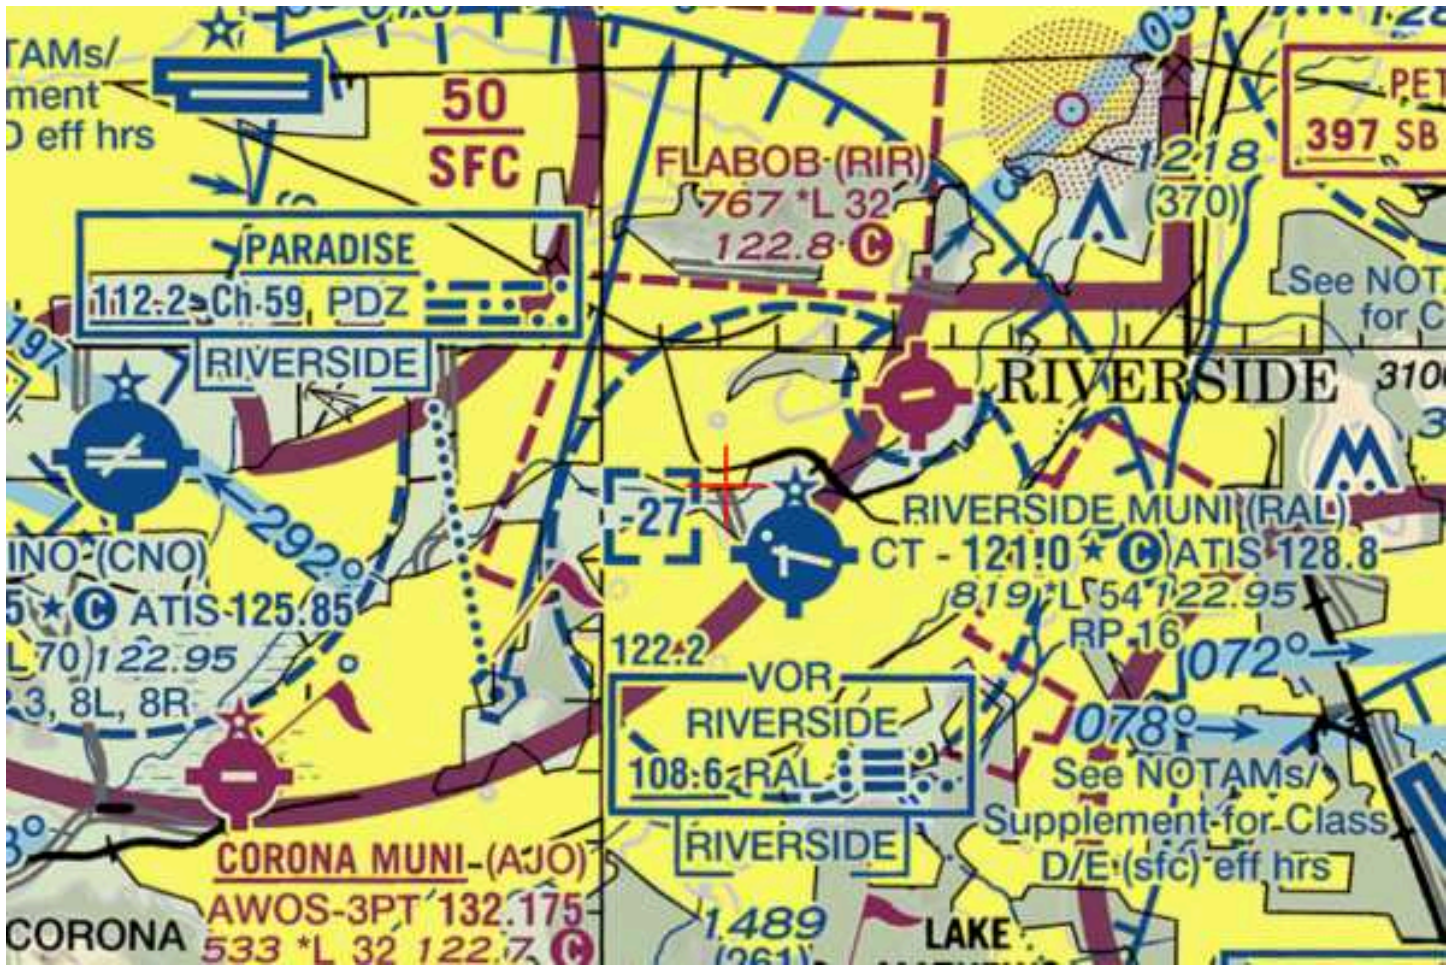 TAMs/
ment
D eff hrs
50
SFC
FLABOB (RIR)
767 *L 32
122.8 C
1218
(370)
PET
397 SB
PARADISE
112.2 Ch 59 PDZ
RIVERSIDE
197
See NOT
for C
RIVERSIDE
-27
INO (CNO)
5 ★ C ATIS 125.85
L 70 122.95
3, 8L, 8R
292°
RIVERSIDE MUNI (RAL)
CT - 121.0 ★ C ATIS 128.8
819 *L 54 122.95
RP 16
072°
078°
122.2
VOR
RIVERSIDE
108.6 RAL
RIVERSIDE
See NOTAMs/
Supplement for Class
D/E (sfc) eff hrs
CORONA MUNI (AJO)
AWOS-3PT 132.175
533 *L 32 122.7 C
CORONA
1489
(261)
LAKE